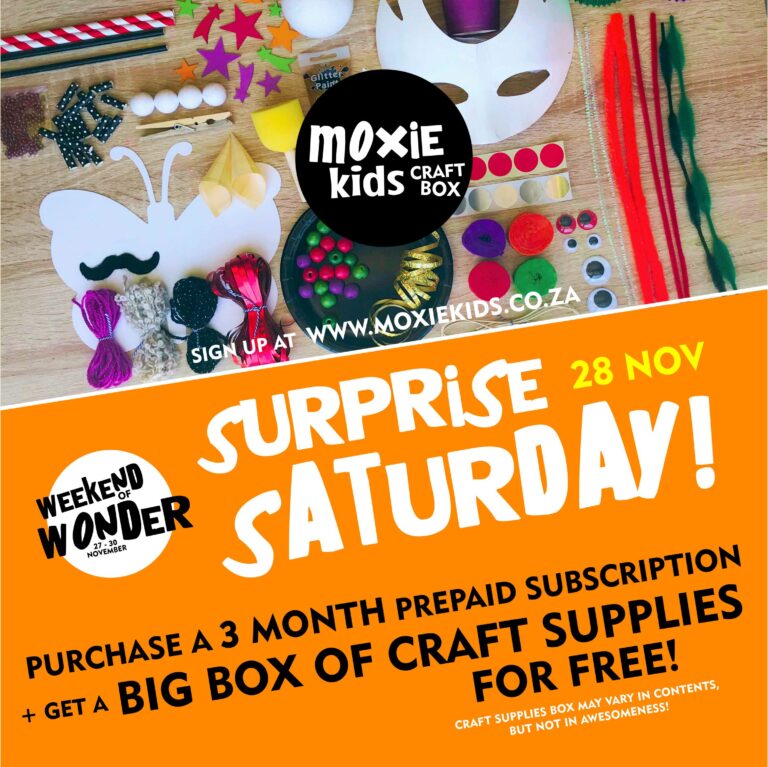 Glitter
Paint
moxie
kids CRAFT
BOX
SIGN UP AT WWW.MOXIEKIDS.CO.ZA
SURPRISE 28 NOV
SATURDAY!
WEEKEND
OF
WONDER
27 - 30
NOVEMBER
PURCHASE A 3 MONTH PREPAID SUBSCRIPTION
+ GET A BIG BOX OF CRAFT SUPPLIES
FOR FREE!
CRAFT SUPPLIES BOX MAY VARY IN CONTENTS,
BUT NOT IN AWESOMENESS!